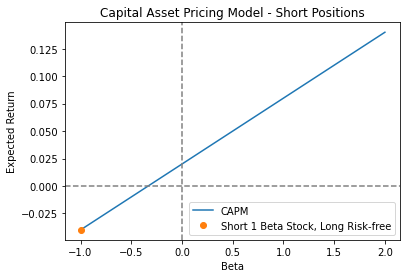 Capital Asset Pricing Model - Short Positions
Expected Return
0.125
0.100
0.075
0.050
0.025
0.000
−0.025
CAPM
Short 1 Beta Stock, Long Risk-free
−1.0 −0.5 0.0 0.5 1.0 1.5 2.0
Beta